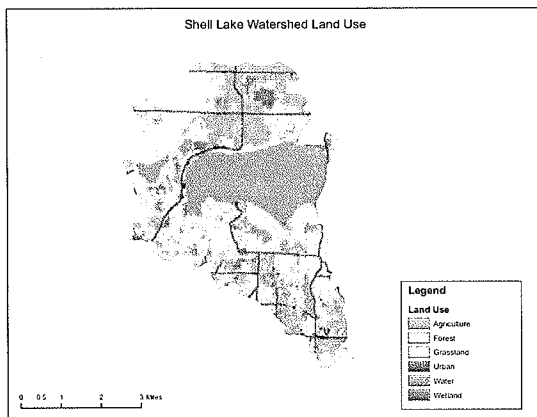 Shell Lake Watershed Land Use
Legend
Land Use
Agriculture
Forest
Grassland
Urban
Water
Wetland
0 0.5 1 2 3 Miles